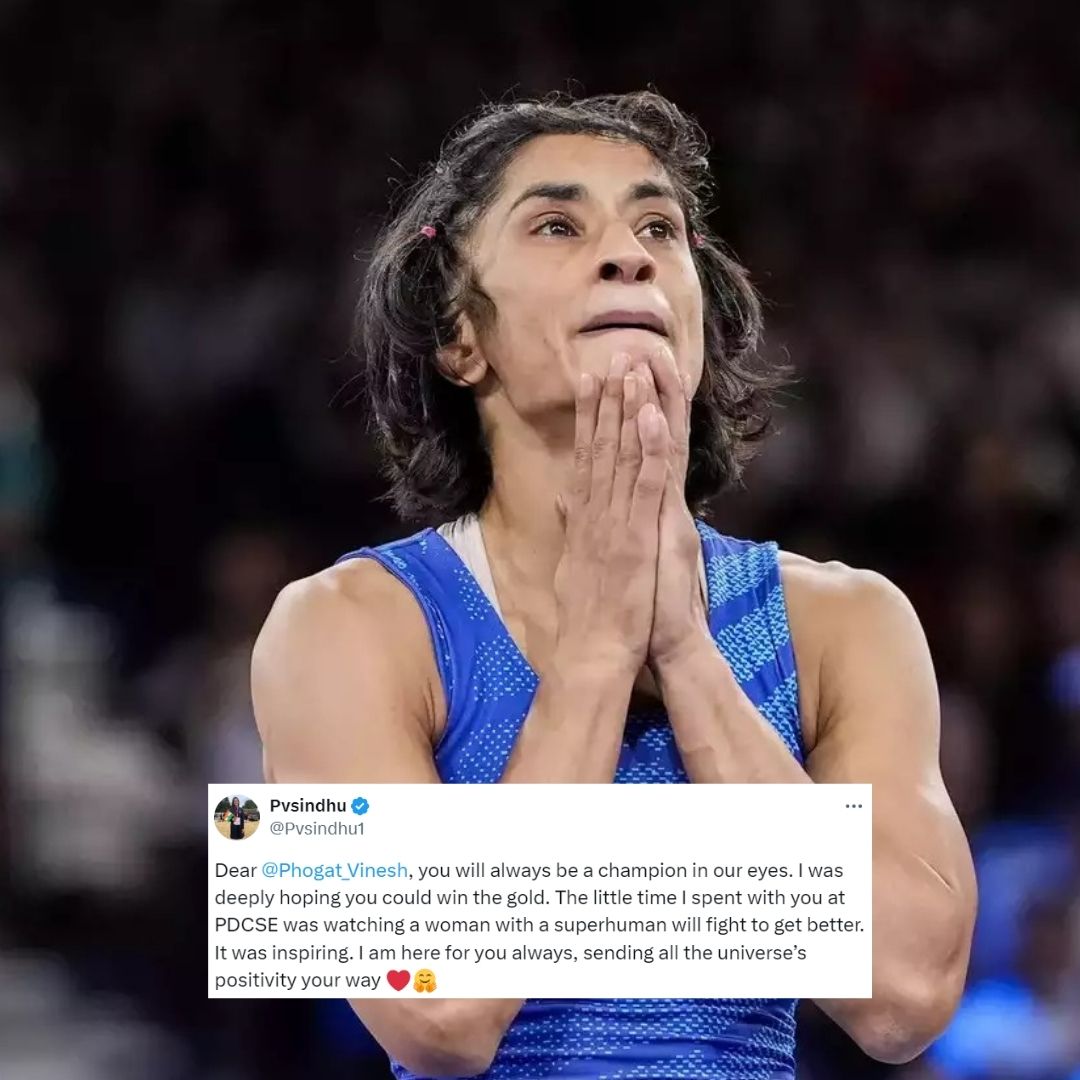 Pvsindhu
@Pvsindhu1
Dear @Phogat_Vinesh, you will always be a champion in our eyes. I was
deeply hoping you could win the gold. The little time I spent with you at
PDCSE was watching a woman with a superhuman will fight to get better.
It was inspiring. I am here for you always, sending all the universe’s
positivity your way ❤️🤗